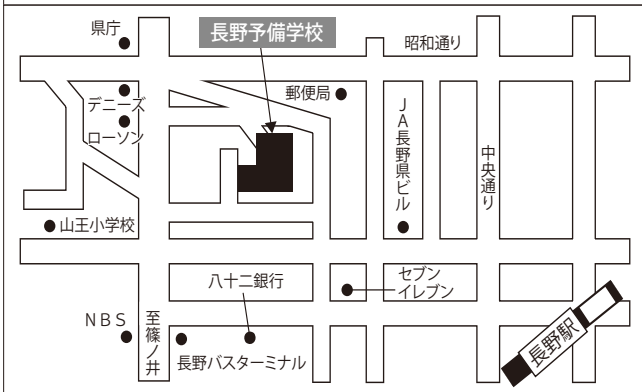 県庁
長野予備学校
昭和通り
デニーズ
郵便局
ローソン
JA長野県ビル
中央通り
山王小学校
八十二銀行
セブン
イレブン
NBS
至篠ノ井
長野バスターミナル
長野駅